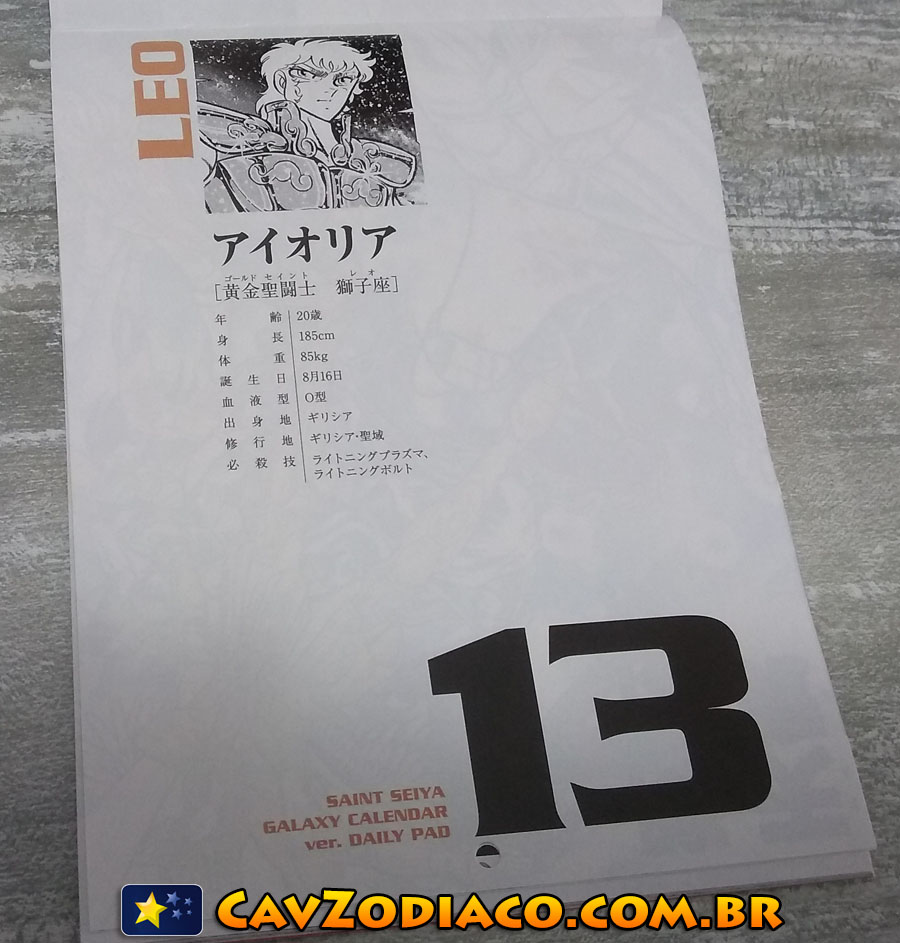 LEO
アイオリア
ゴールド セイント レオ
[黄金聖闘士 獅子座]
年齢 20歳
身長 185cm
体重 85kg
誕生日 8月16日
血液型 O型
出身地 ギリシア
修行地 ギリシア・聖域
必殺技 ライトニングプラズマ、
ライトニングボルト
13
SAINT SEIYA
GALAXY CALENDAR
ver. DAILY PAD
CavZodiaco.com.br